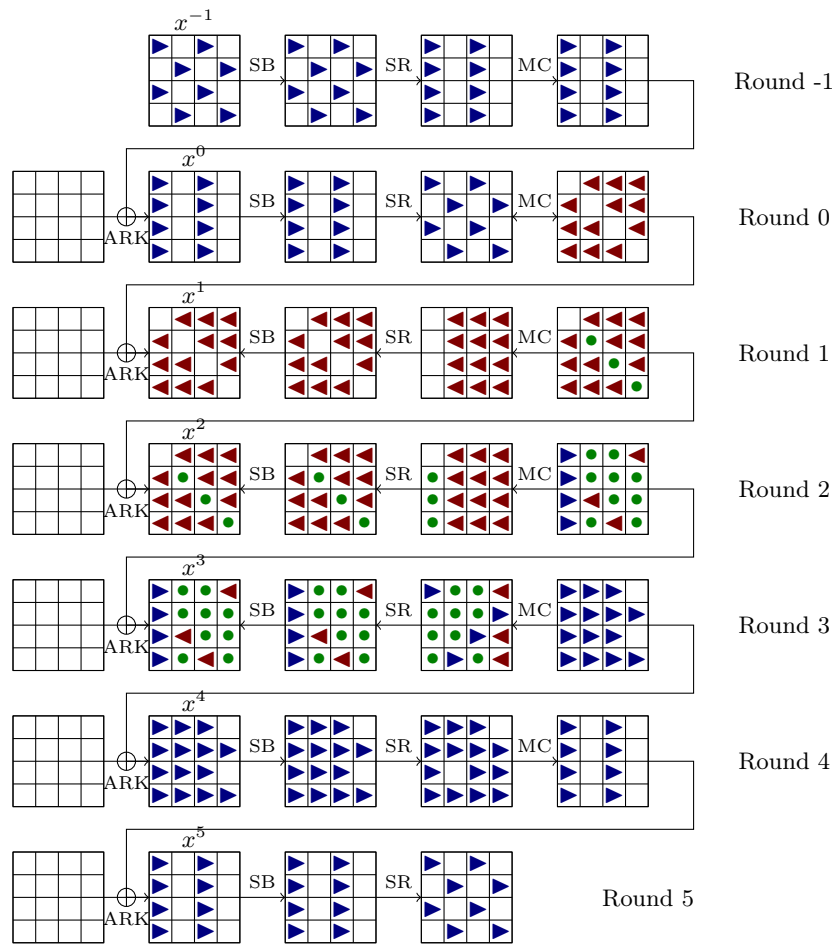 x^{-1}
SB SR MC Round -1
x^0
SB SR MC Round 0
ARK
x^1
SB SR MC Round 1
ARK
x^2
SB SR MC Round 2
ARK
x^3
SB SR MC Round 3
ARK
x^4
SB SR MC Round 4
ARK
x^5
SB SR Round 5
ARK